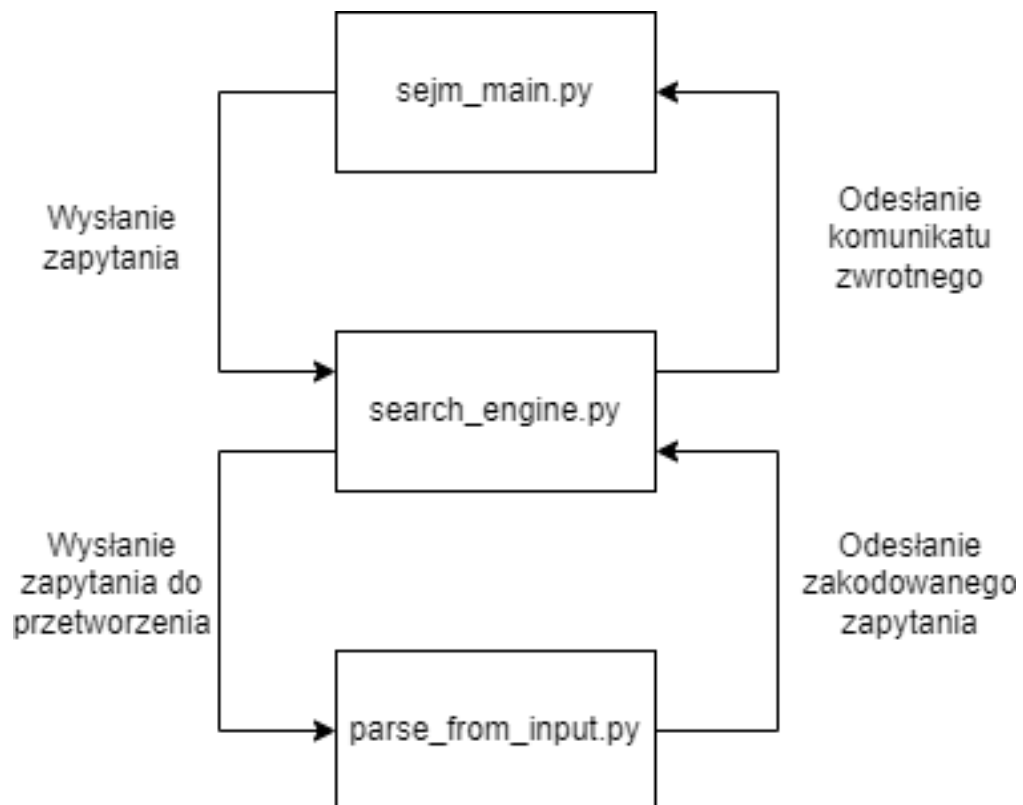 sejm_main.py
Wysłanie
zapytania
Odesłanie
komunikatu
zwrotnego
search_engine.py
Wysłanie
zapytania do
przetworzenia
Odesłanie
zakodowanego
zapytania
parse_from_input.py